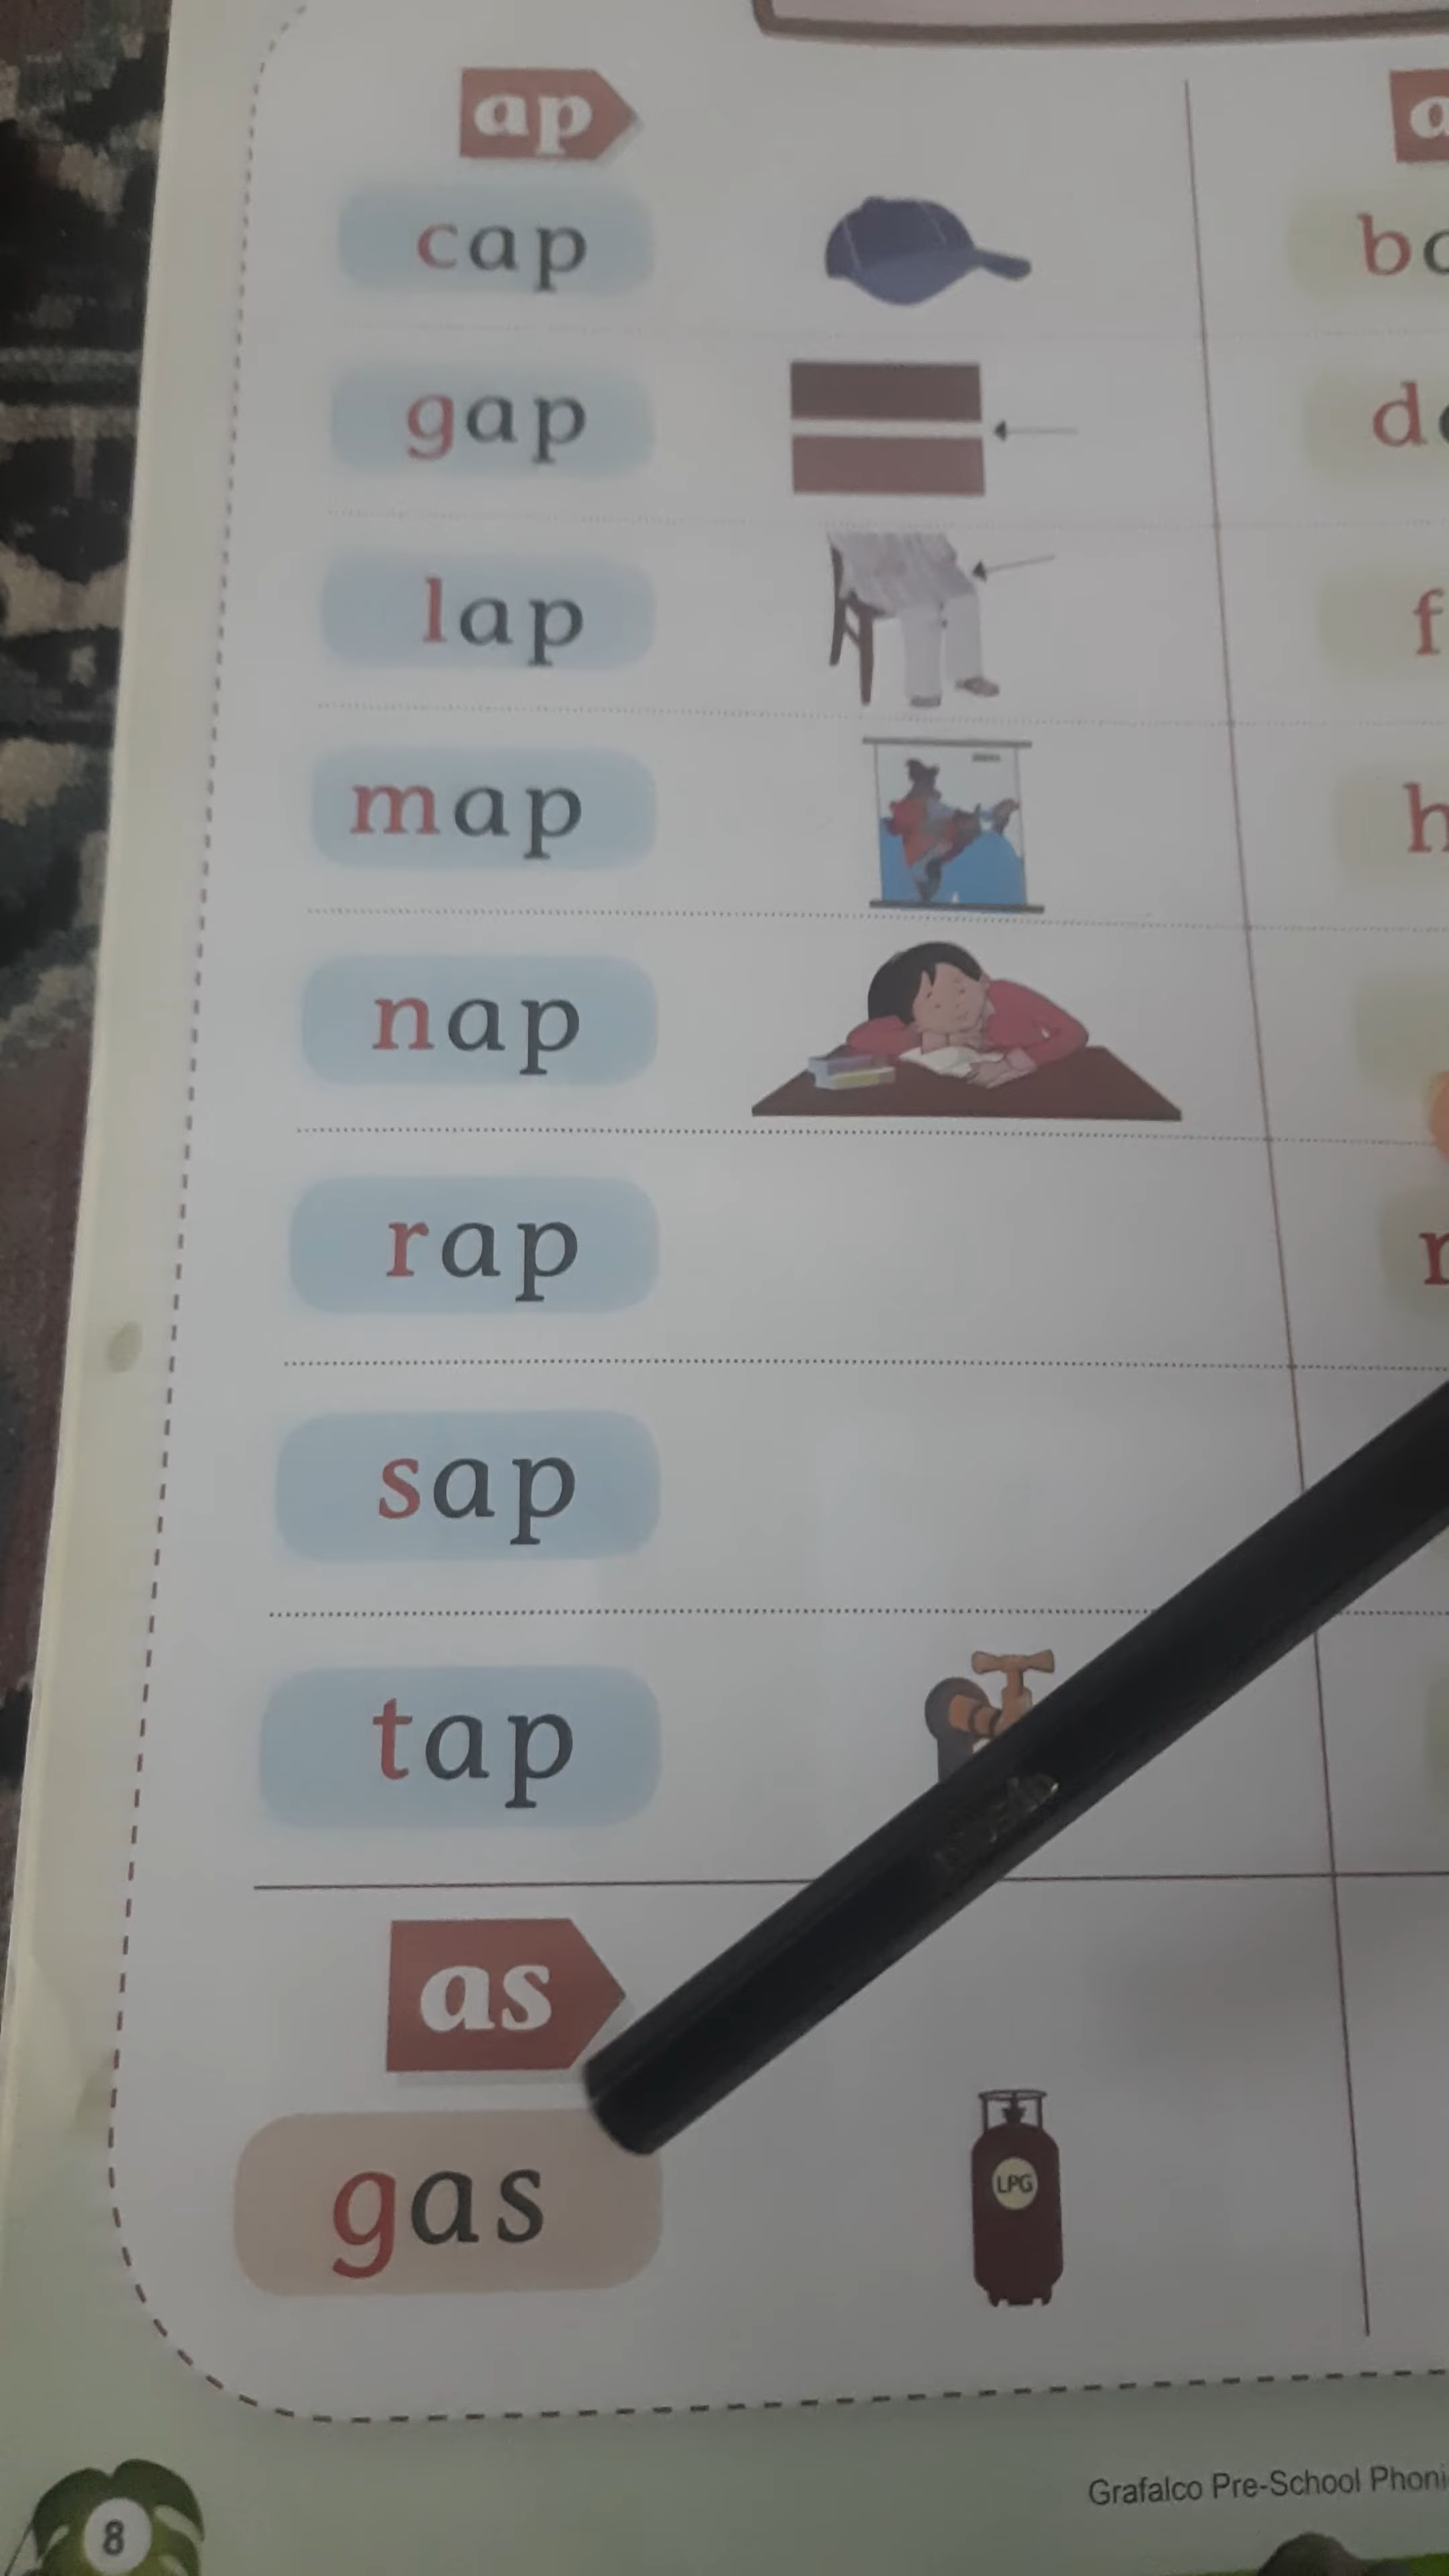 ap
cap
gap
lap
map
nap
rap
sap
tap
as
gas
LPG
b
d
f
h
r
Grafalco Pre-School Phoni
8